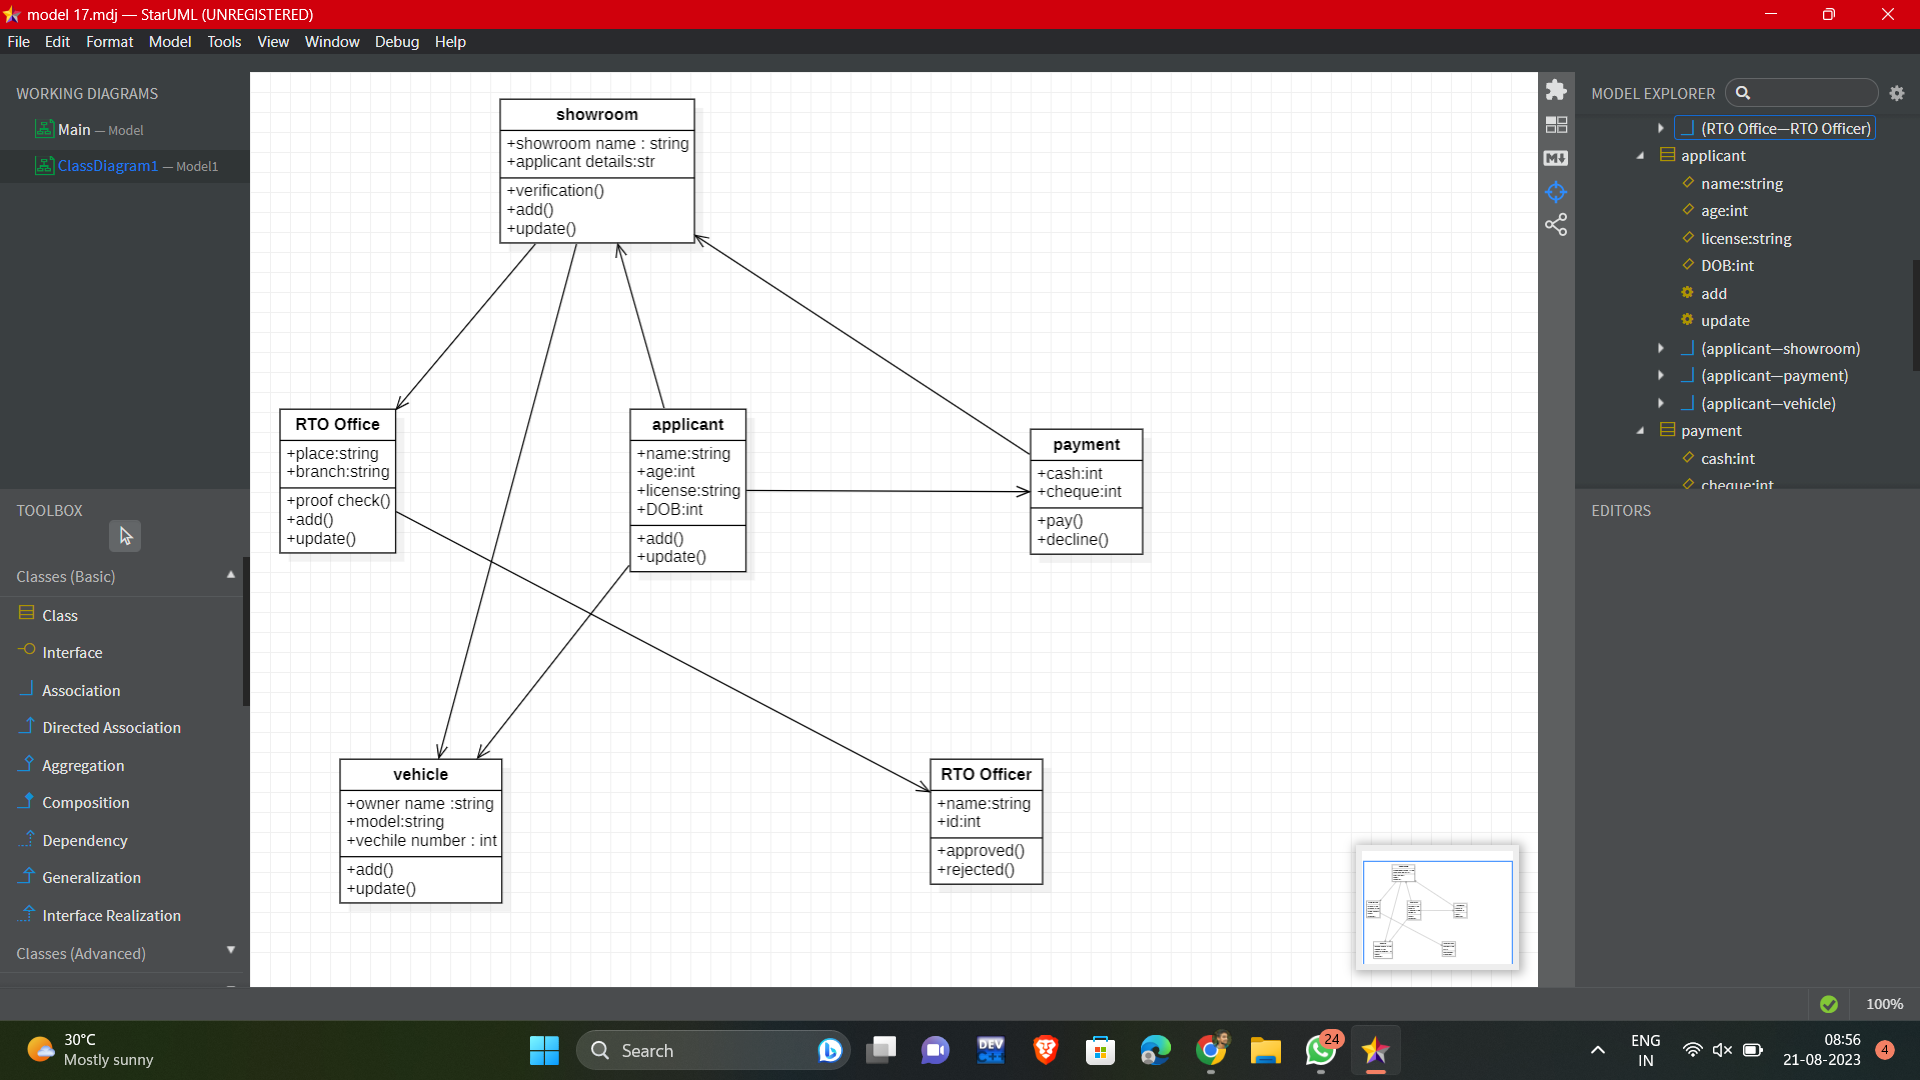 model 17.mdj — StarUML (UNREGISTERED)
File Edit Format Model Tools View Window Debug Help
WORKING DIAGRAMS
Main — Model
ClassDiagram1 — Model1
TOOLBOX
Classes (Basic)
Class
Interface
Association
Directed Association
Aggregation
Composition
Dependency
Generalization
Interface Realization
Classes (Advanced)
showroom
+showroom name : string
+applicant details:str
+verification()
+add()
+update()
RTO Office
+place:string
+branch:string
+proof check()
+add()
+update()
applicant
+name:string
+age:int
+license:string
+DOB:int
+add()
+update()
payment
+cash:int
+cheque:int
+pay()
+decline()
vehicle
+owner name :string
+model:string
+vechile number : int
+add()
+update()
RTO Officer
+name:string
+id:int
+approved()
+rejected()
MODEL EXPLORER
(RTO Office—RTO Officer)
applicant
name:string
age:int
license:string
DOB:int
add
update
(applicant—showroom)
(applicant—payment)
(applicant—vehicle)
payment
cash:int
cheque:int
EDITORS
100%
30°C
Mostly sunny
Search
DEV
C++
24
ENG
IN
08:56
21-08-2023
4